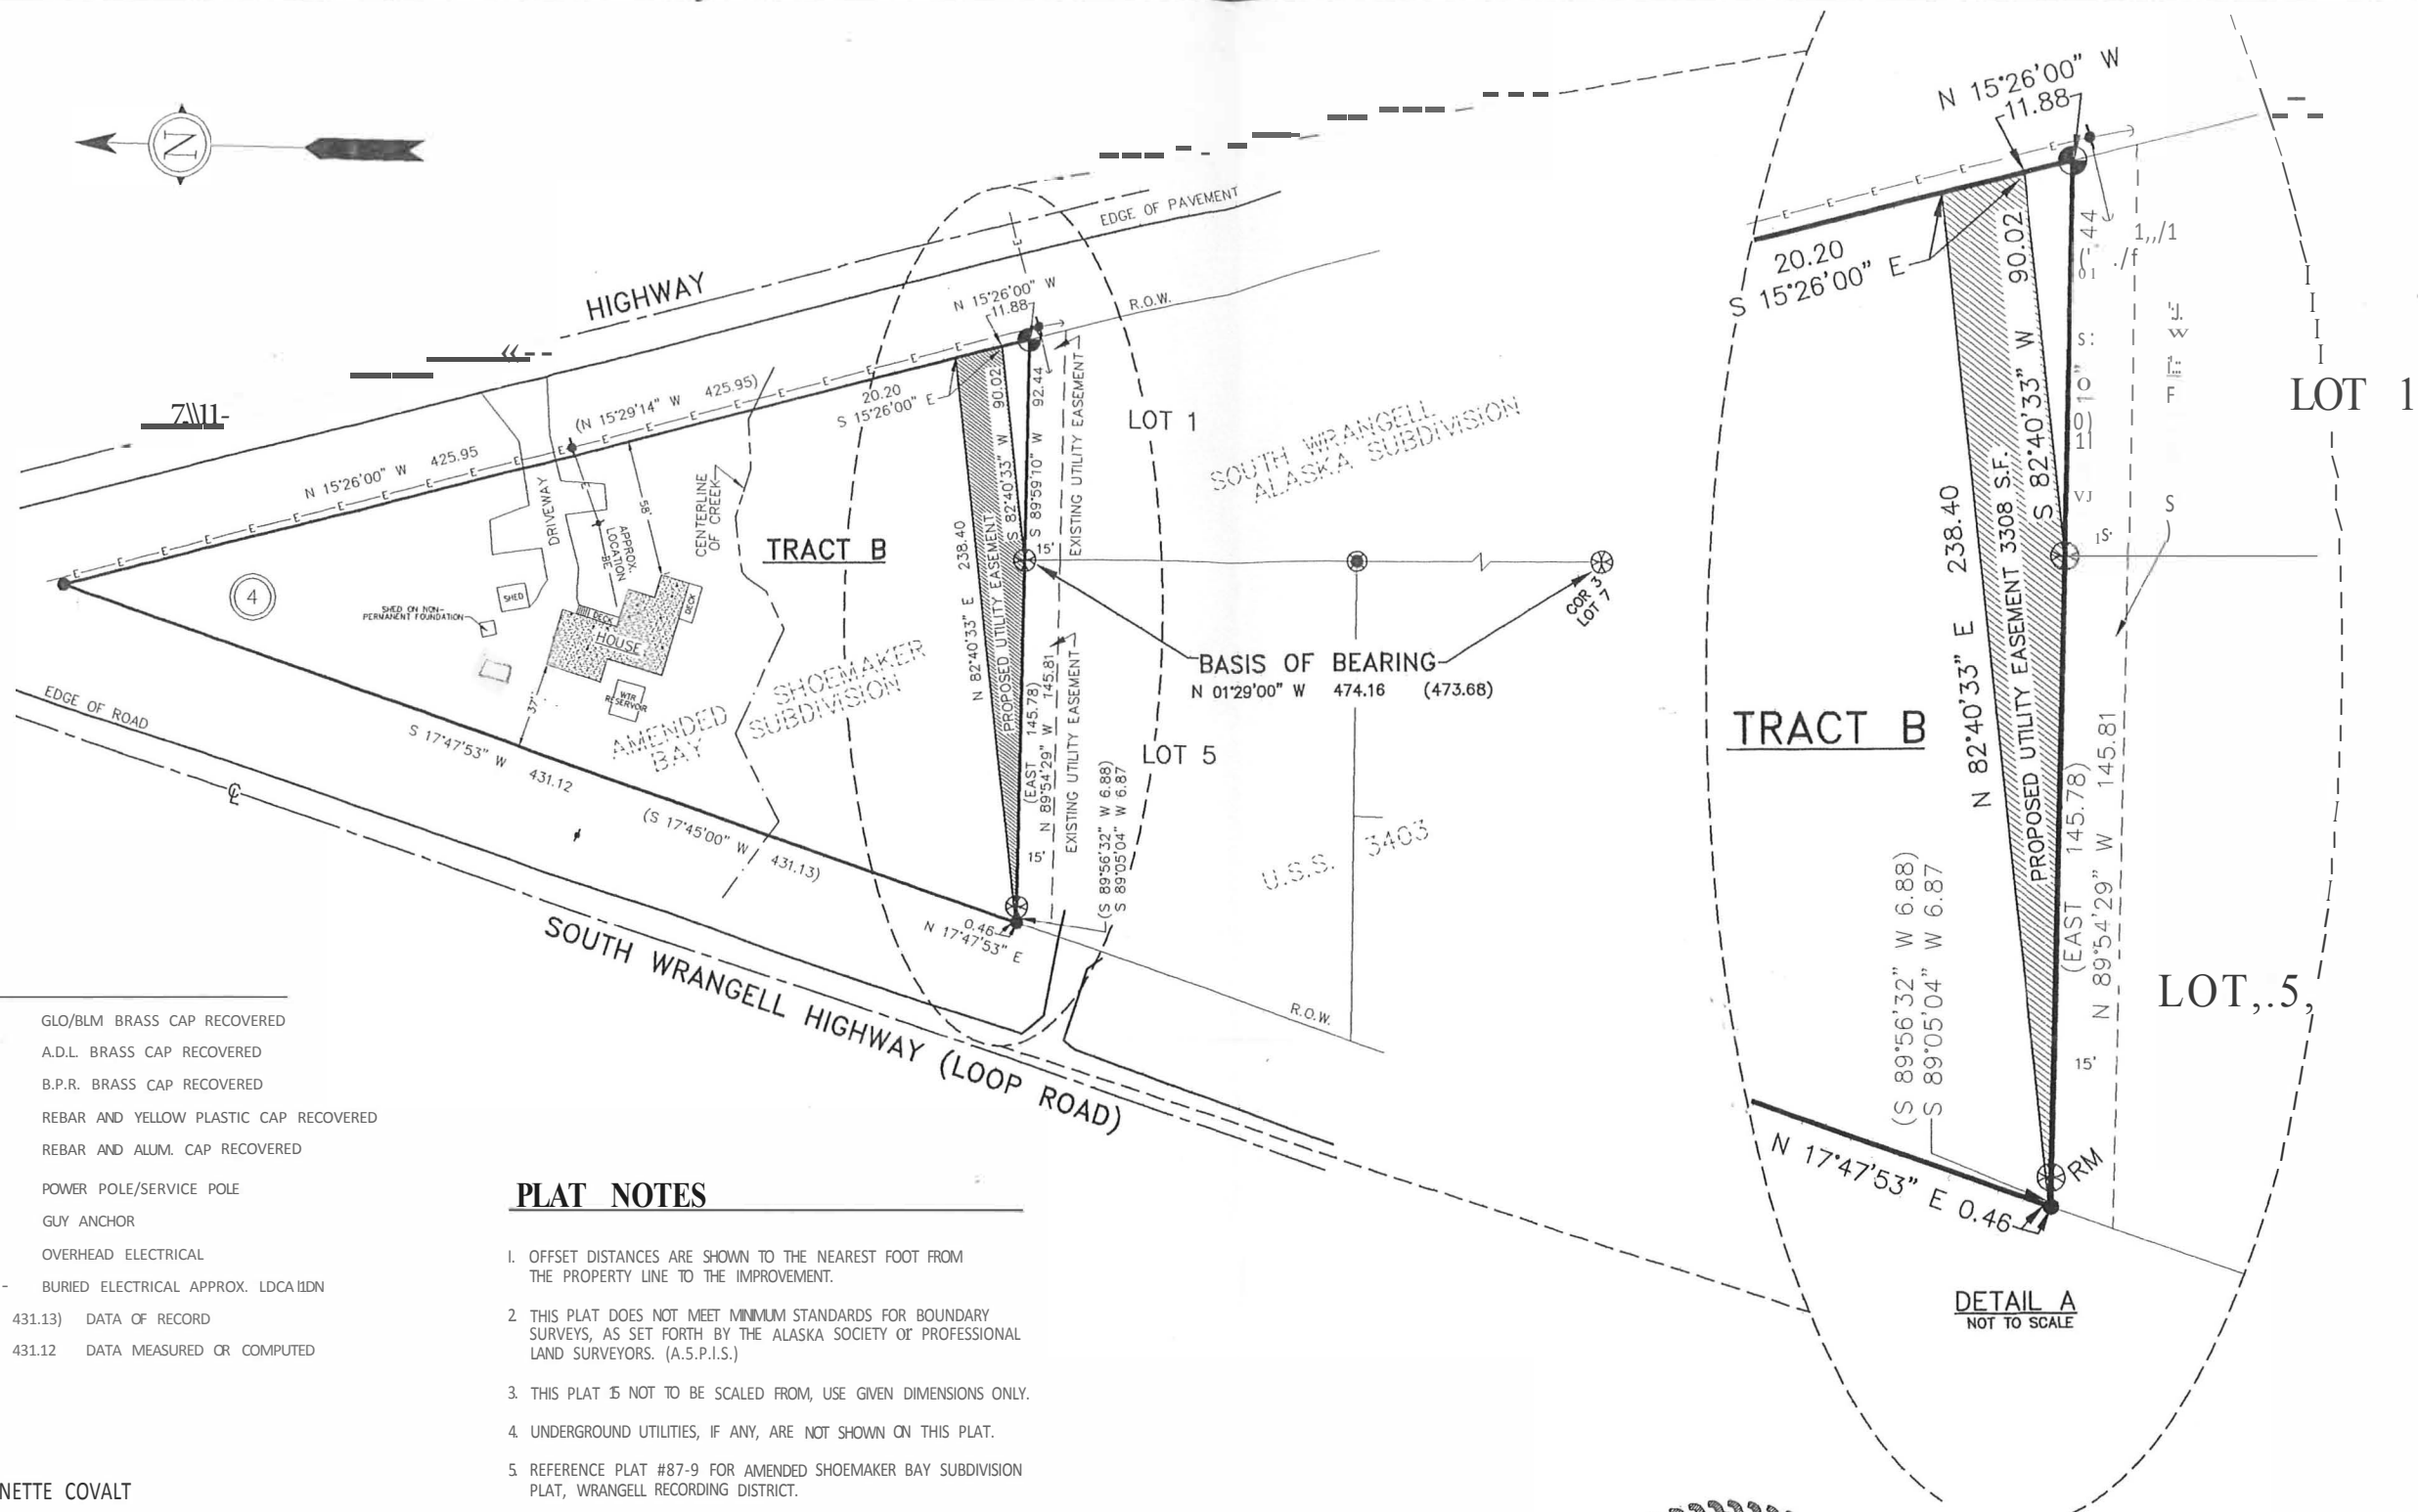 N
HIGHWAY
EDGE OF PAVEMENT
N 15°26'00" W
11.88
R.O.W.
N 15°26'00" W 425.95
(N 15°29'14" W 425.95)
20.20
S 15°26'00" E
90.02
S 82°40'33" W
92.44
S 89°59'10" W
EXISTING UTILITY EASEMENT
15'
LOT 1
SOUTH WRANGELL
ALASKA SUBDIVISION
DRIVEWAY
APPROX.
LOCATION
BE
58'
CENTERLINE
OF CREEK
TRACT B
4
SHED
SHED ON NON-
PERMANENT FOUNDATION
DECK
DECK
HOUSE
WTR
RESERVOR
37'
238.40
N 82°40'33" E
PROPOSED UTILITY EASEMENT
AMENDED SHOEMAKER
BAY SUBDIVISION
COR 3
LOT 7
BASIS OF BEARING
N 01°29'00" W 474.16 (473.68)
EDGE OF ROAD
S 17°47'53" W 431.12
(S 17°45'00" W 431.13)
(EAST 145.78)
N 89°54'29" W 145.81
EXISTING UTILITY EASEMENT
15'
LOT 5
(S 89°56'32" W 6.88)
S 89°05'04" W 6.87
U.S.S. 3403
0.46
N 17°47'53" E
R.O.W.
SOUTH WRANGELL HIGHWAY (LOOP ROAD)
N 15°26'00" W
11.88
20.20
S 15°26'00" E
90.02
S 82°40'33" W
LOT 1
238.40
N 82°40'33" E
PROPOSED UTILITY EASEMENT 3308 S.F.
TRACT B
(EAST 145.78)
N 89°54'29" W 145.81
(S 89°56'32" W 6.88)
S 89°05'04" W 6.87
LOT,.5,
15'
RM
N 17°47'53" E 0.46
DETAIL A
NOT TO SCALE
GLO/BLM BRASS CAP RECOVERED
A.D.L. BRASS CAP RECOVERED
B.P.R. BRASS CAP RECOVERED
REBAR AND YELLOW PLASTIC CAP RECOVERED
REBAR AND ALUM. CAP RECOVERED
POWER POLE/SERVICE POLE
GUY ANCHOR
OVERHEAD ELECTRICAL
BURIED ELECTRICAL APPROX.
431.13) DATA OF RECORD
431.12 DATA MEASURED OR COMPUTED
NETTE COVALT
PLAT NOTES
I. OFFSET DISTANCES ARE SHOWN TO THE NEAREST FOOT FROM
THE PROPERTY LINE TO THE IMPROVEMENT.
2 THIS PLAT DOES NOT MEET MINIMUM STANDARDS FOR BOUNDARY
SURVEYS, AS SET FORTH BY THE ALASKA SOCIETY or PROFESSIONAL
LAND SURVEYORS. (A.5.P.I.S.)
3. THIS PLAT 15 NOT TO BE SCALED FROM, USE GIVEN DIMENSIONS ONLY.
4. UNDERGROUND UTILITIES, IF ANY, ARE NOT SHOWN ON THIS PLAT.
5. REFERENCE PLAT #87-9 FOR AMENDED SHOEMAKER BAY SUBDIVISION
PLAT, WRANGELL RECORDING DISTRICT.